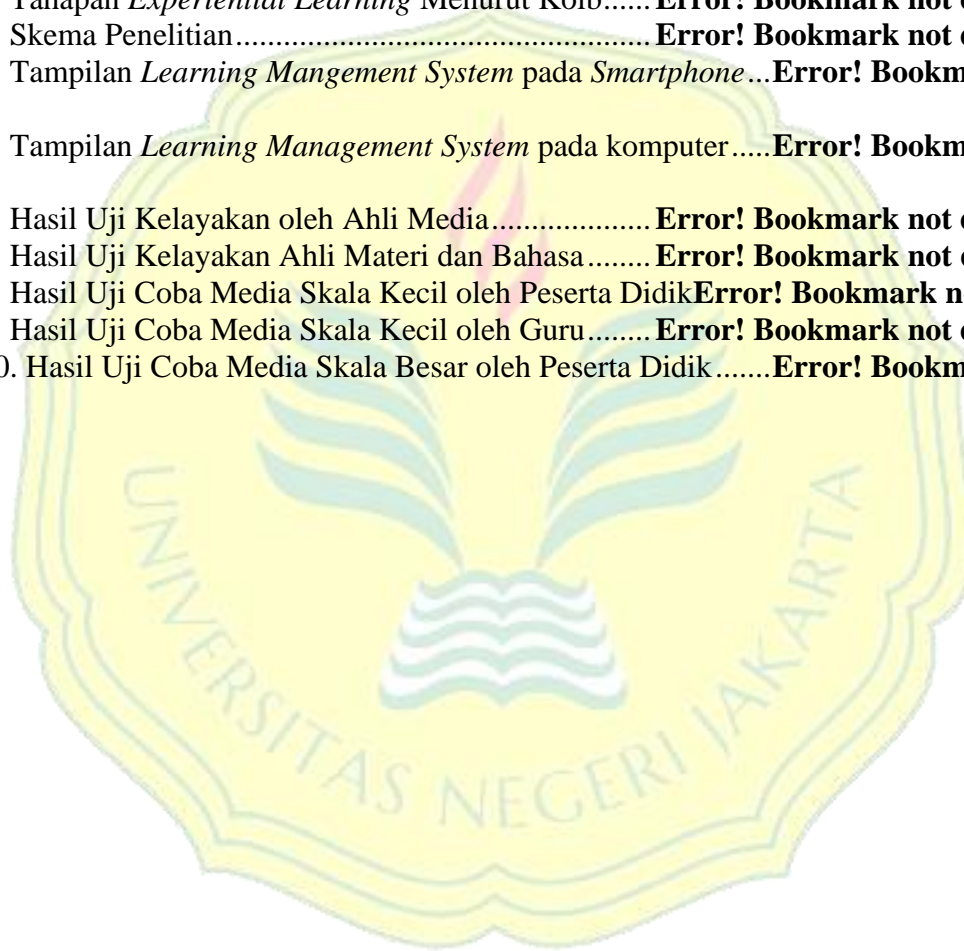 Tahapan Experiential Learning Menurut Kolb......Error! Bookmark not
Skema Penelitian............................................Error! Bookmark not
Tampilan Learning Mangement System pada Smartphone...Error! Bookm
Tampilan Learning Management System pada komputer.....Error! Bookm
Hasil Uji Kelayakan oleh Ahli Media...................Error! Bookmark not
Hasil Uji Kelayakan Ahli Materi dan Bahasa........Error! Bookmark not
Hasil Uji Coba Media Skala Kecil oleh Peserta DidikError! Bookmark n
Hasil Uji Coba Media Skala Kecil oleh Guru........Error! Bookmark not
0. Hasil Uji Coba Media Skala Besar oleh Peserta Didik.......Error! Bookm
UNIVERSITAS NEGERI JAKARTA